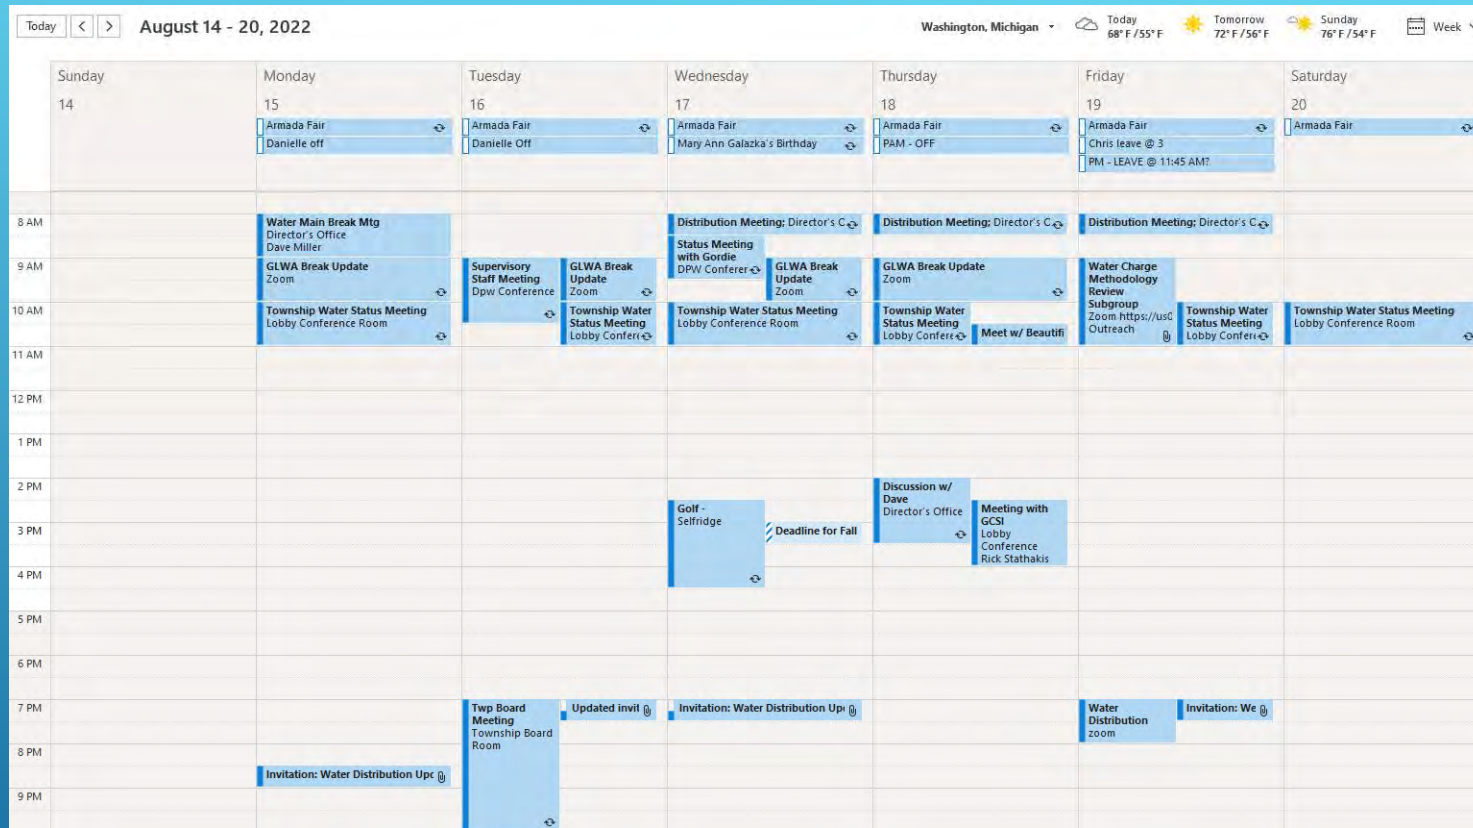 Today < > August 14 - 20, 2022
Washington, Michigan
Today
68° F / 55° F
Tomorrow
72° F / 56° F
Sunday
76° F / 54° F
Week
Sunday
14
Monday
15
Armada Fair
Danielle off
Tuesday
16
Armada Fair
Danielle Off
Wednesday
17
Armada Fair
Mary Ann Galazka's Birthday
Thursday
18
Armada Fair
PAM - OFF
Friday
19
Armada Fair
Chris leave @ 3
PM - LEAVE @ 11:45 AM?
Saturday
20
Armada Fair
8 AM
9 AM
10 AM
11 AM
12 PM
1 PM
2 PM
3 PM
4 PM
5 PM
6 PM
7 PM
8 PM
9 PM
Water Main Break Mtg
Director's Office
Dave Miller
GLWA Break Update
Zoom
Township Water Status Meeting
Lobby Conference Room
Invitation: Water Distribution Upd
Supervisory
Staff Meeting
Dpw Conference
GLWA Break
Update
Zoom
Township Water
Status Meeting
Lobby Confere
Twp Board
Meeting
Township Board
Room
Updated invit
Distribution Meeting; Director's C
Status Meeting
with Gordie
DPW Conferer
GLWA Break
Update
Zoom
Township Water Status Meeting
Lobby Conference Room
Golf -
Selfridge
Deadline for Fall
Invitation: Water Distribution Upd
Distribution Meeting; Director's C
GLWA Break Update
Zoom
Township Water
Status Meeting
Lobby Confere
Meet w/ Beautifi
Discussion w/
Dave
Director's Office
Meeting with
GCSI
Lobby
Conference
Rick Stathakis
Distribution Meeting; Director's C
Water Charge
Methodology
Review
Subgroup
Zoom https://us0
Outreach
Township Water
Status Meeting
Lobby Confere
Water
Distribution
zoom
Invitation: We
Township Water Status Meeting
Lobby Conference Room